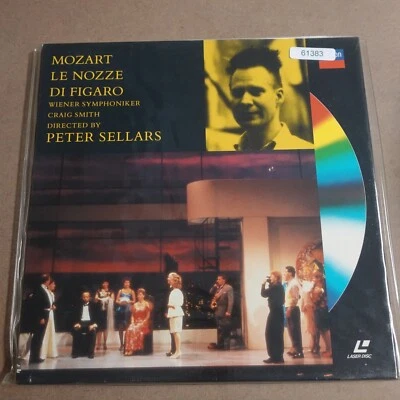 MOZART
LE NOZZE
DI FIGARO
WIENER SYMPHONIKER
CRAIG SMITH
DIRECTED BY
PETER SELLARS
61383
LASER DISC